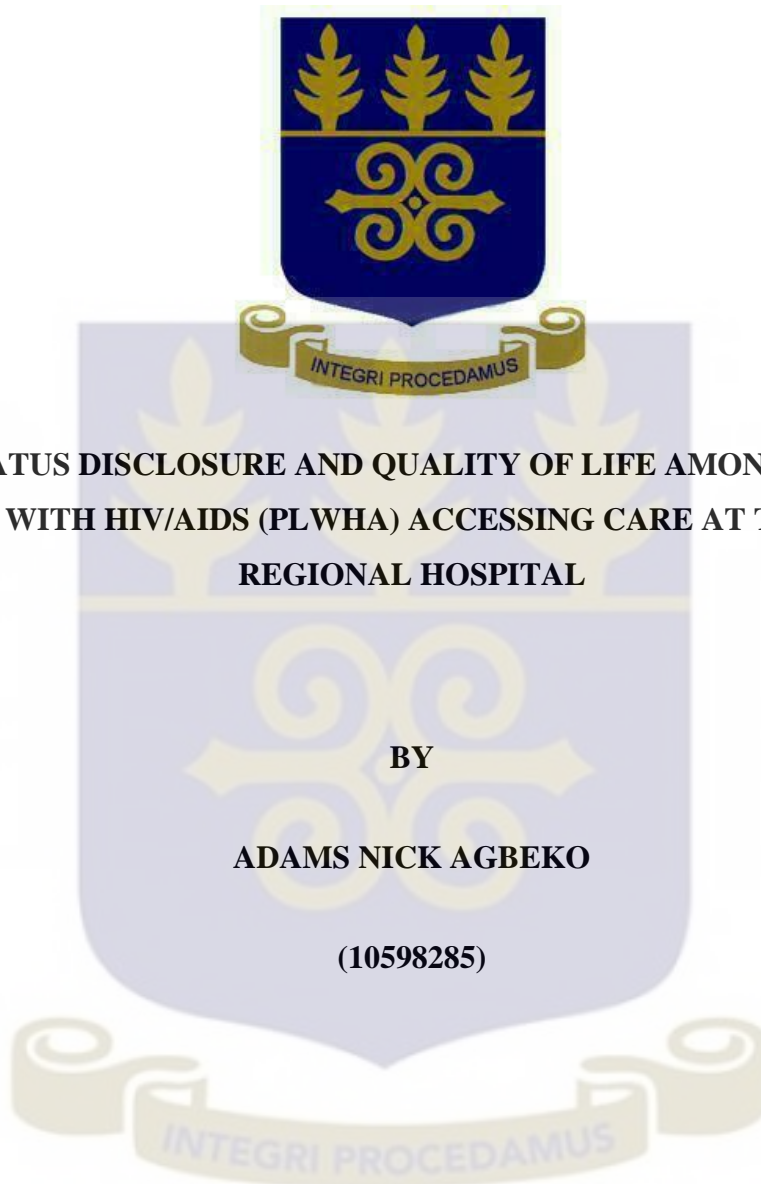 INTEGRI PROCEDAMUS
ATUS DISCLOSURE AND QUALITY OF LIFE AMON
WITH HIV/AIDS (PLWHA) ACCESSING CARE AT
REGIONAL HOSPITAL
BY
ADAMS NICK AGBEKO
(10598285)
INTEGRI PROCEDAMUS